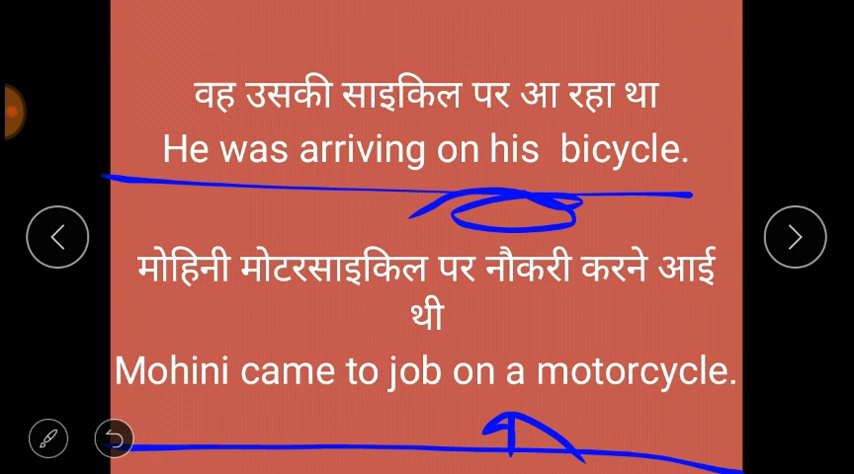 वह उसकी साइकिल पर आ रहा था
He was arriving on his bicycle.
मोहिनी मोटरसाइकिल पर नौकरी करने आई
थी
Mohini came to job on a motorcycle.